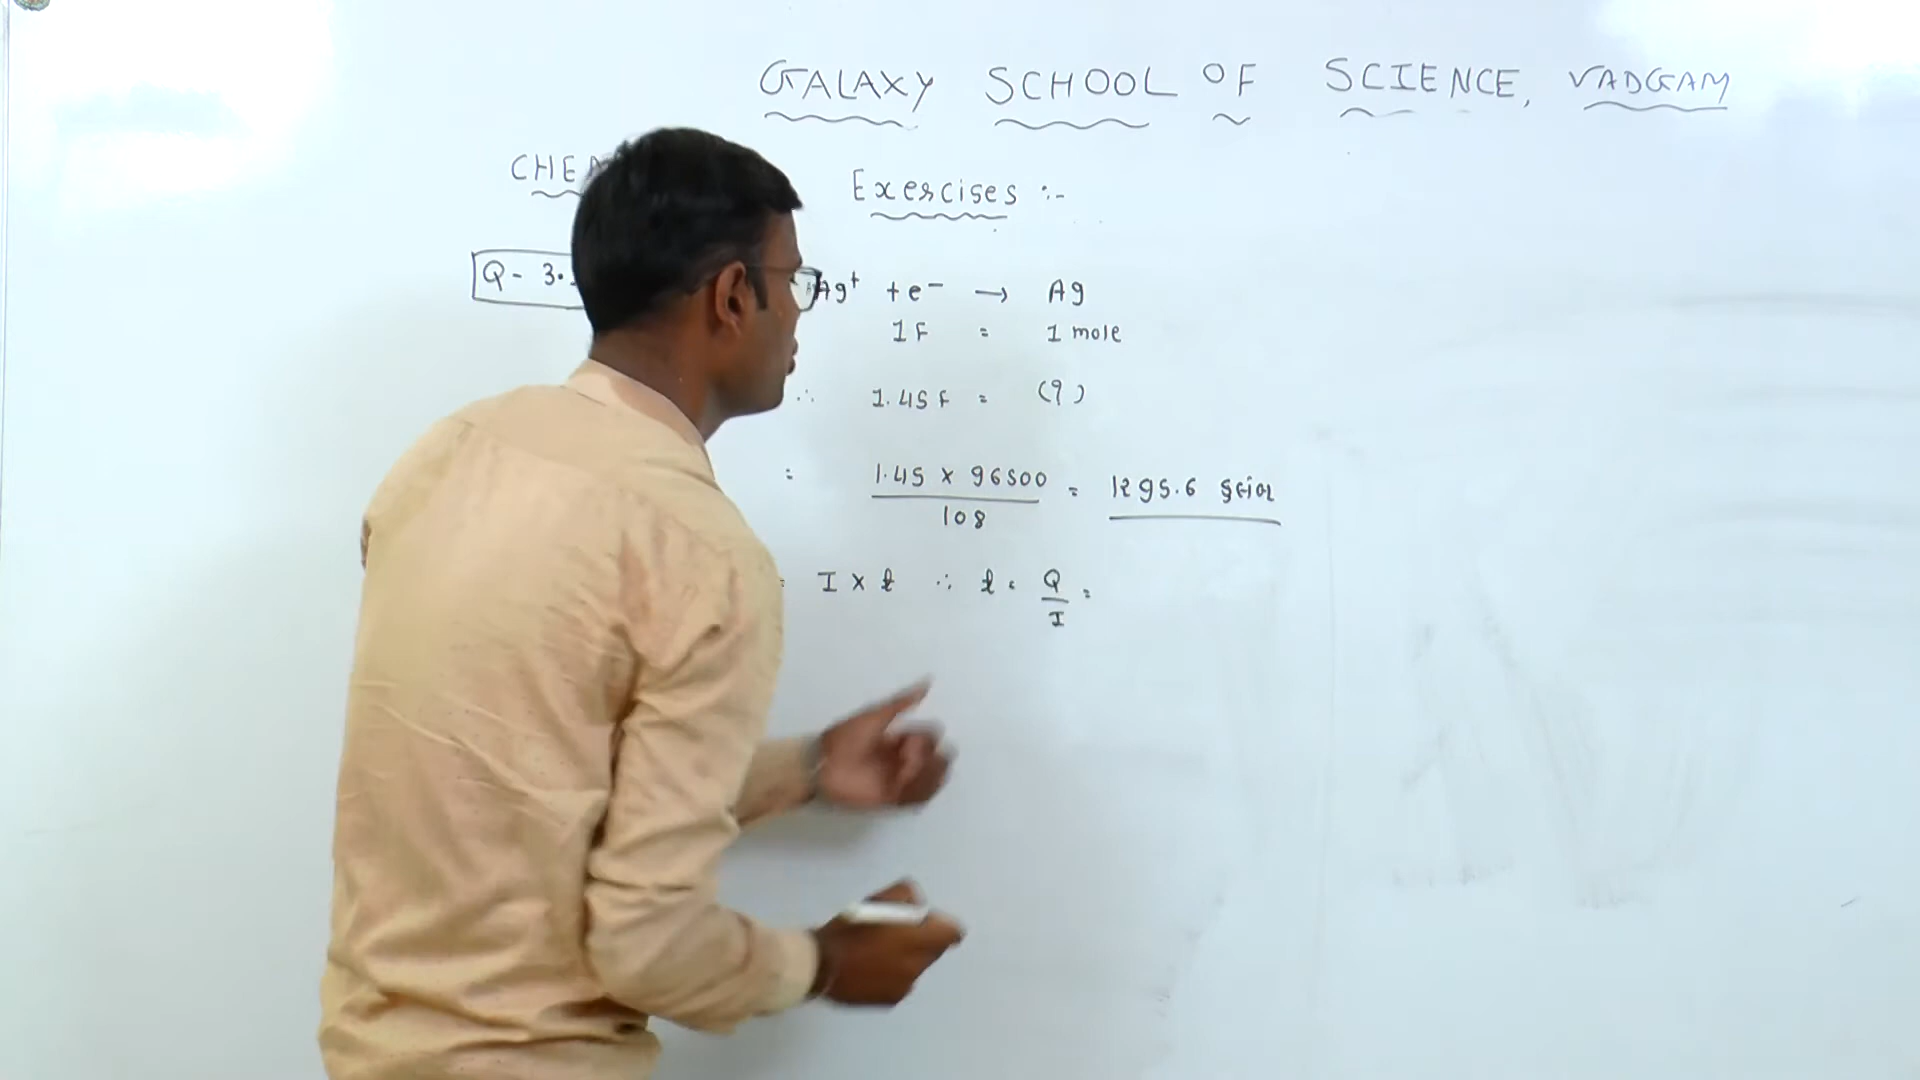 GALAXY SCHOOL OF SCIENCE, VADGAM
CHE
Exercises :-
Q - 3.
Ag⁺ + e⁻ → Ag
1F = 1 mole
∴ 1.45 F = (?)
= 1.45 × 96500 / 108 = 1295.6
= I × t ∴ t = Q / I =